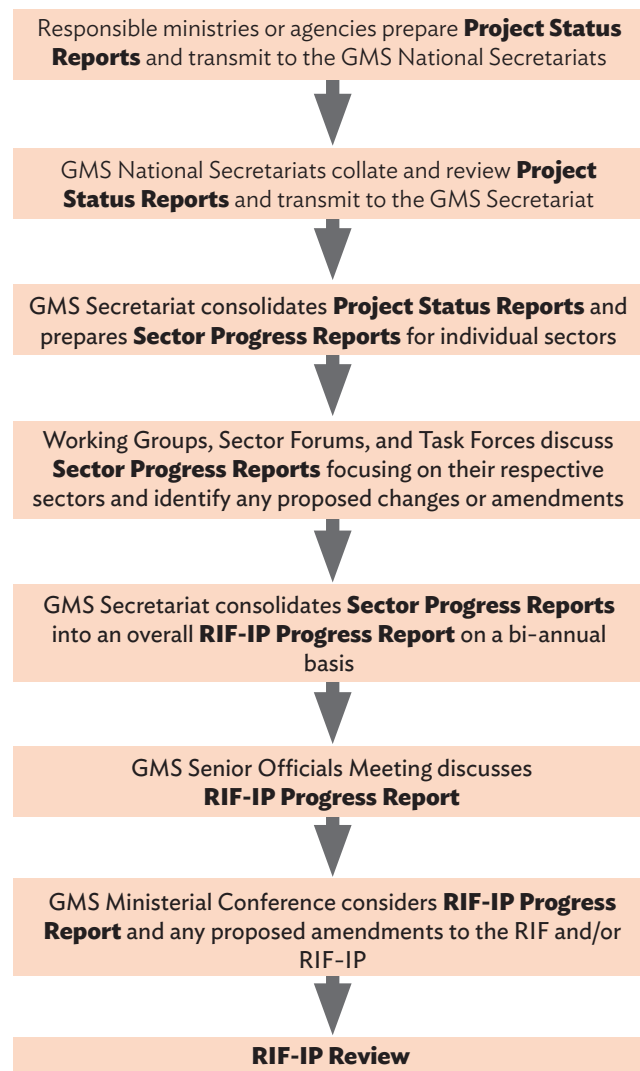 Responsible ministries or agencies prepare Project Status
Reports and transmit to the GMS National Secretariats
GMS National Secretariats collate and review Project
Status Reports and transmit to the GMS Secretariat
GMS Secretariat consolidates Project Status Reports and
prepares Sector Progress Reports for individual sectors
Working Groups, Sector Forums, and Task Forces discuss
Sector Progress Reports focusing on their respective
sectors and identify any proposed changes or amendments
GMS Secretariat consolidates Sector Progress Reports
into an overall RIF-IP Progress Report on a bi-annual
basis
GMS Senior Officials Meeting discusses
RIF-IP Progress Report
GMS Ministerial Conference considers RIF-IP Progress
Report and any proposed amendments to the RIF and/or
RIF-IP
RIF-IP Review